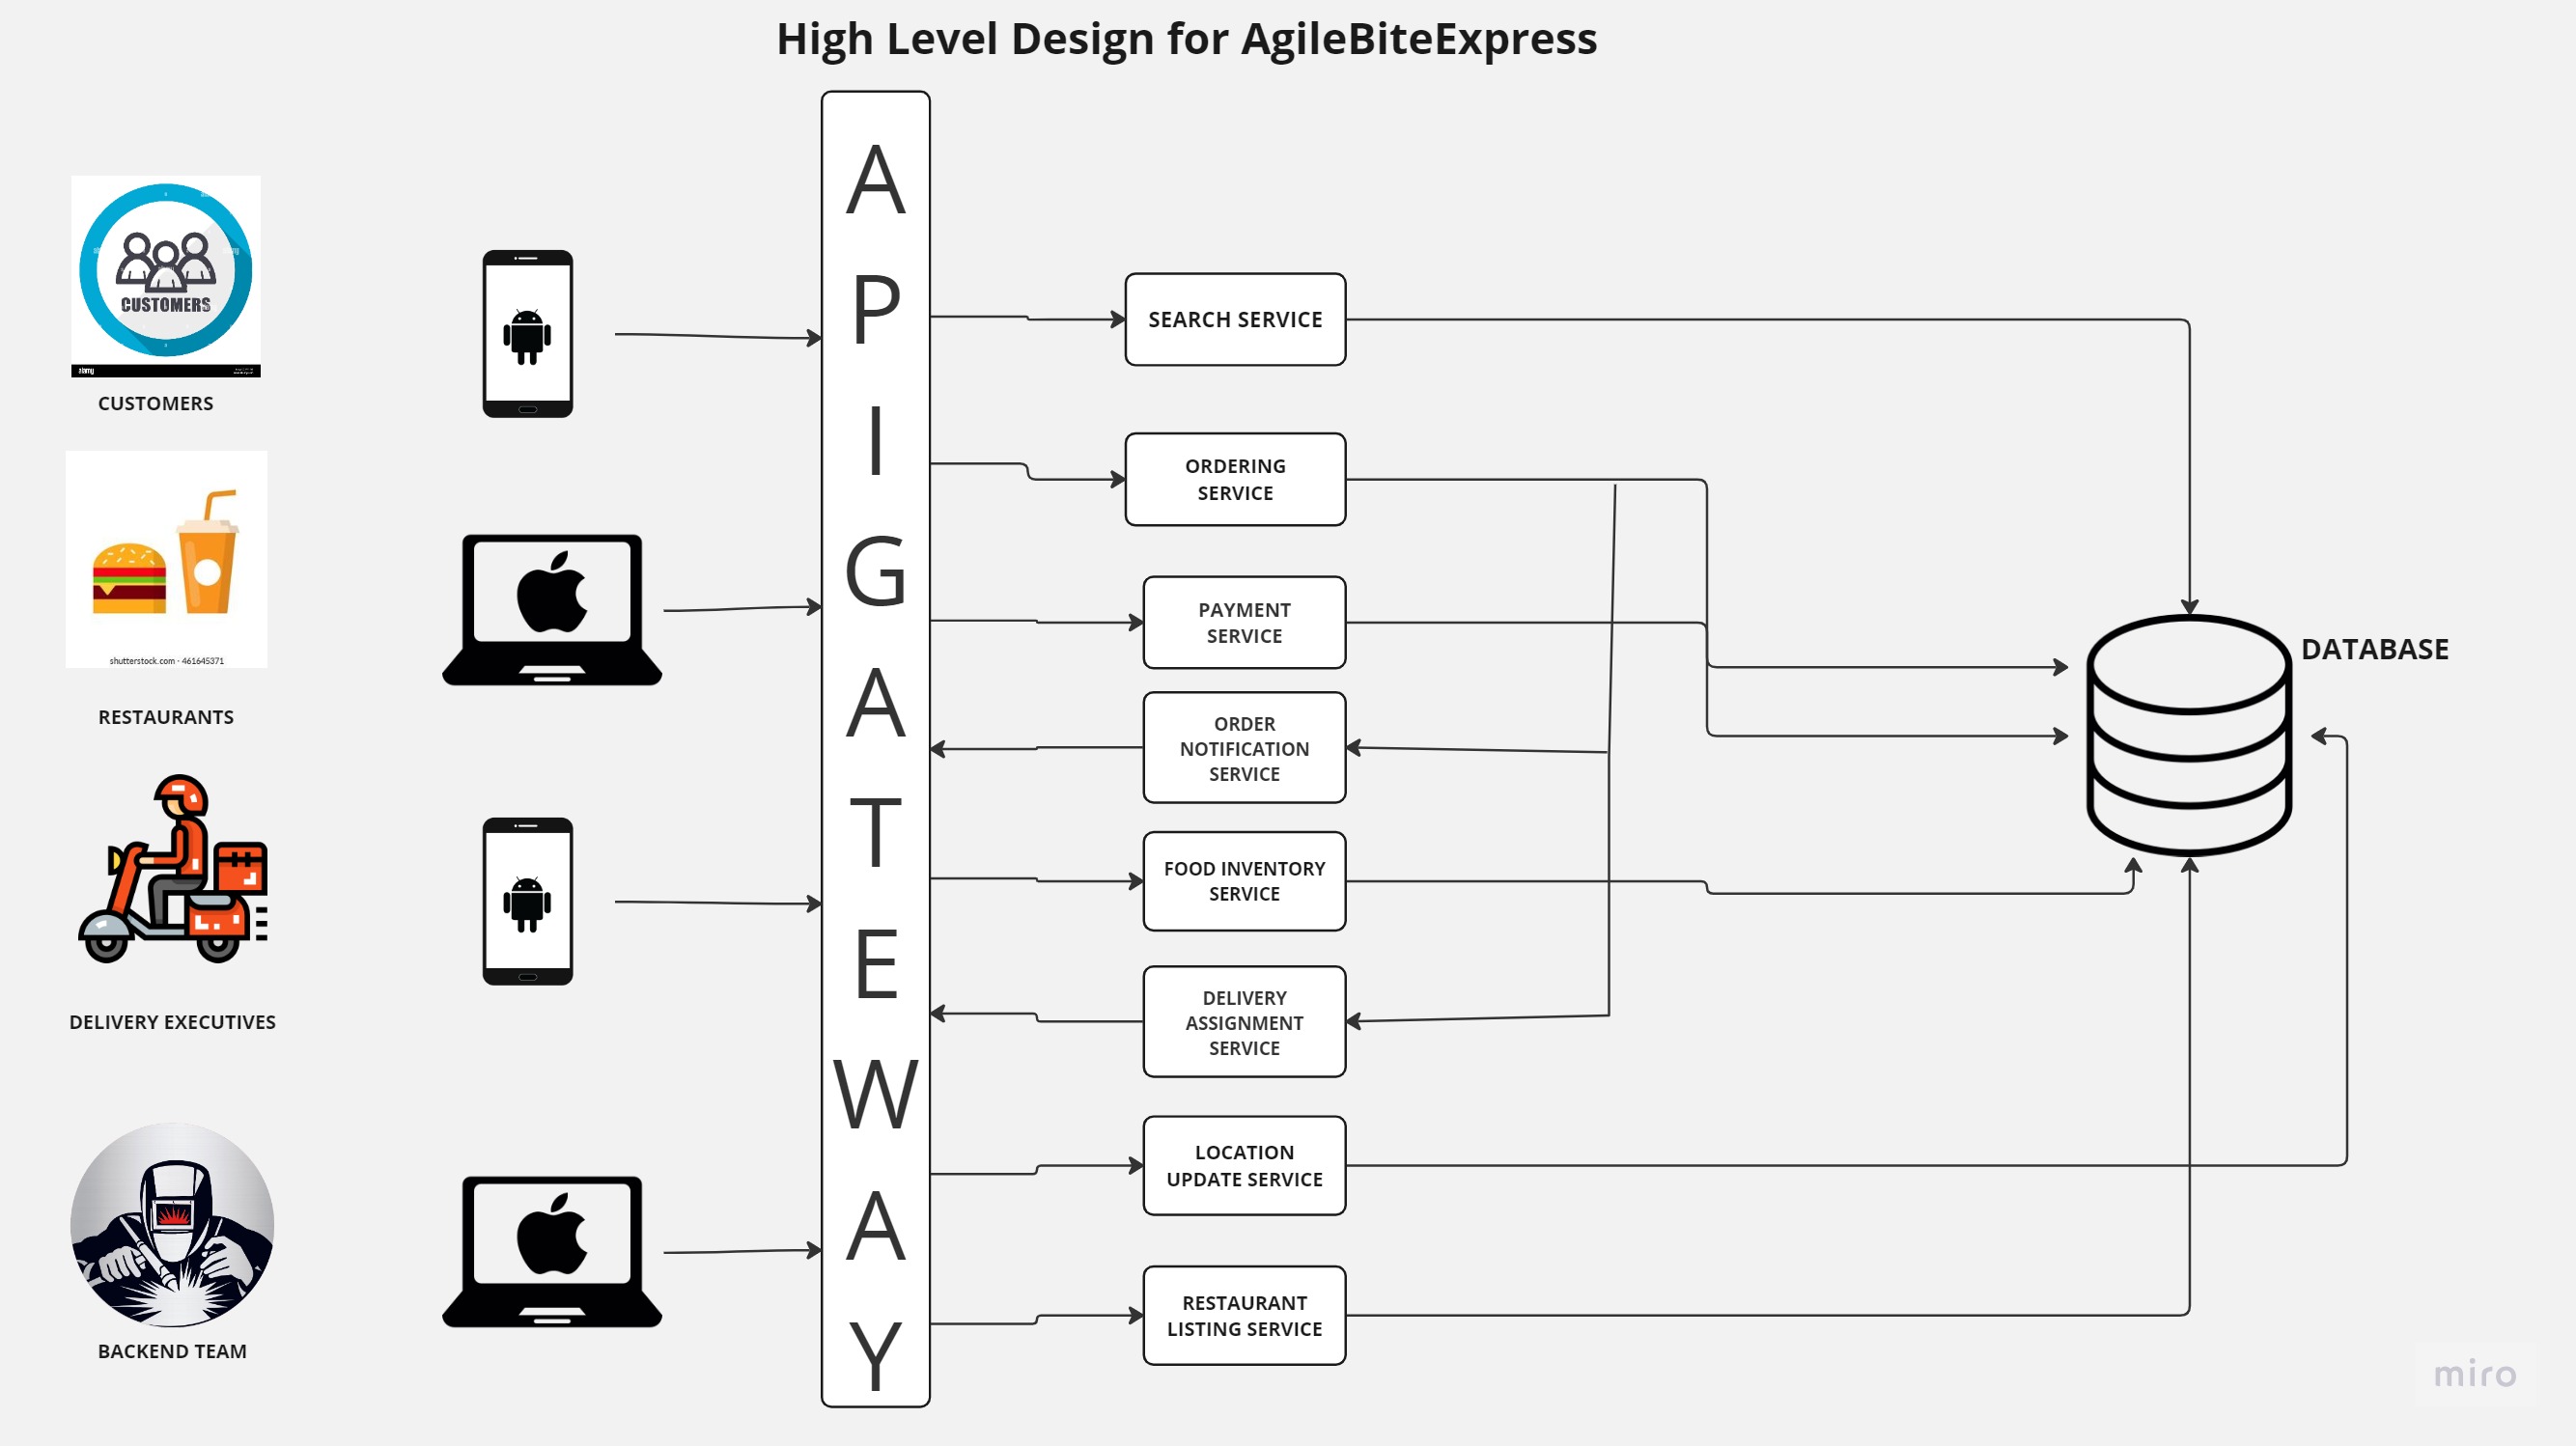 High Level Design for AgileBiteExpress
CUSTOMERS
alamy
CUSTOMERS
shutterstock.com • 461645371
RESTAURANTS
DELIVERY EXECUTIVES
BACKEND TEAM
A
P
I
G
A
T
E
W
A
Y
SEARCH SERVICE
ORDERING
SERVICE
PAYMENT
SERVICE
ORDER
NOTIFICATION
SERVICE
FOOD INVENTORY
SERVICE
DELIVERY
ASSIGNMENT
SERVICE
LOCATION
UPDATE SERVICE
RESTAURANT
LISTING SERVICE
DATABASE
miro